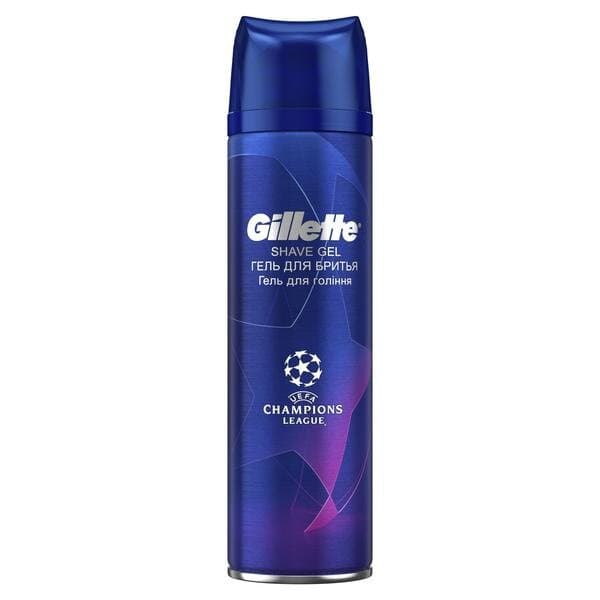 Gillette
SHAVE GEL
ГЕЛЬ ДЛЯ БРИТЬЯ
Гель для гоління
UEFA
CHAMPIONS
LEAGUE